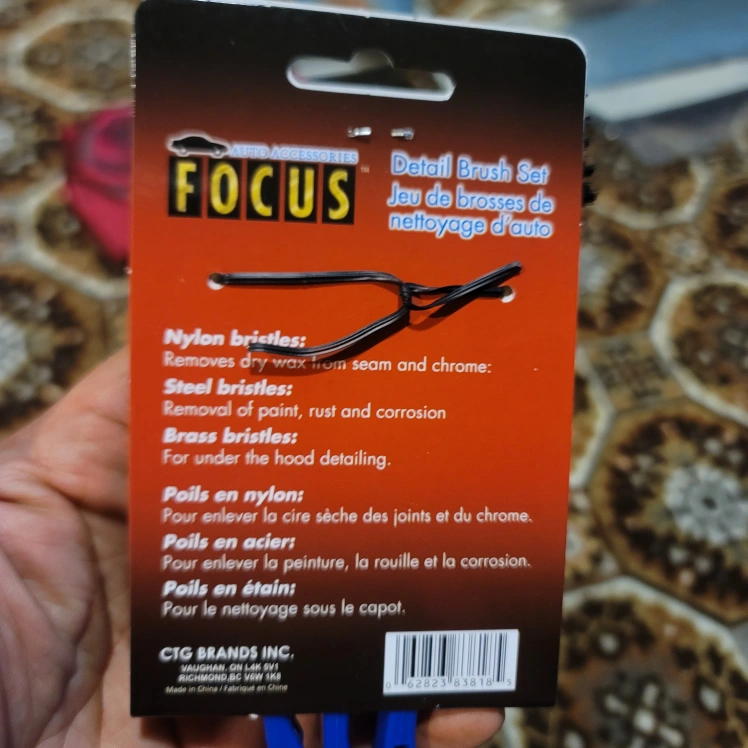 AUTO ACCESSORIES
FOCUS™
Detail Brush Set
Jeu de brosses de
nettoyage d'auto
Nylon bristles:
Removes dry wax from seam and chrome:
Steel bristles:
Removal of paint, rust and corrosion
Brass bristles:
For under the hood detailing.
Poils en nylon:
Pour enlever la cire sèche des joints et du chrome.
Poils en acier:
Pour enlever la peinture, la rouille et la corrosion.
Poils en étain:
Pour le nettoyage sous le capot.
CTG BRANDS INC.
VAUGHAN, ON L4K 5V1
RICHMOND,BC V6W 1K8
Made in China / Fabriqué en Chine
0 62823 83818 5